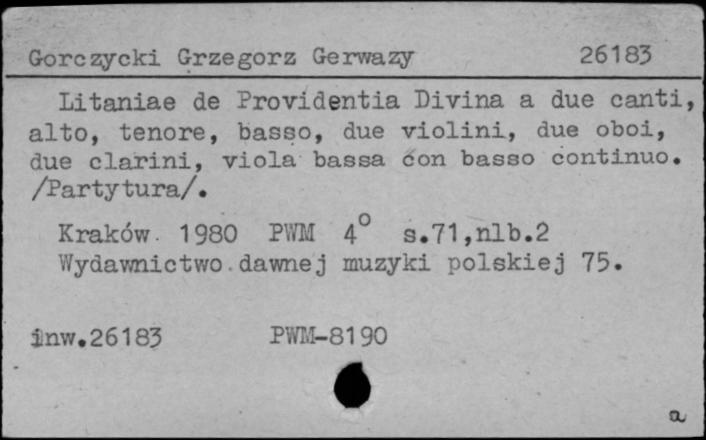 Gorczycki Grzegorz Gerwazy 26183
Litaniae de Providentia Divina a due canti,
alto, tenore, basso, due violini, due oboi,
due clarini, viola bassa con basso continuo.
/Partytura/.
Kraków 1980 PWM 4° s.71,nlb.2
Wydawnictwo dawnej muzyki polskiej 75.
inw.26183 PWM-8190
a